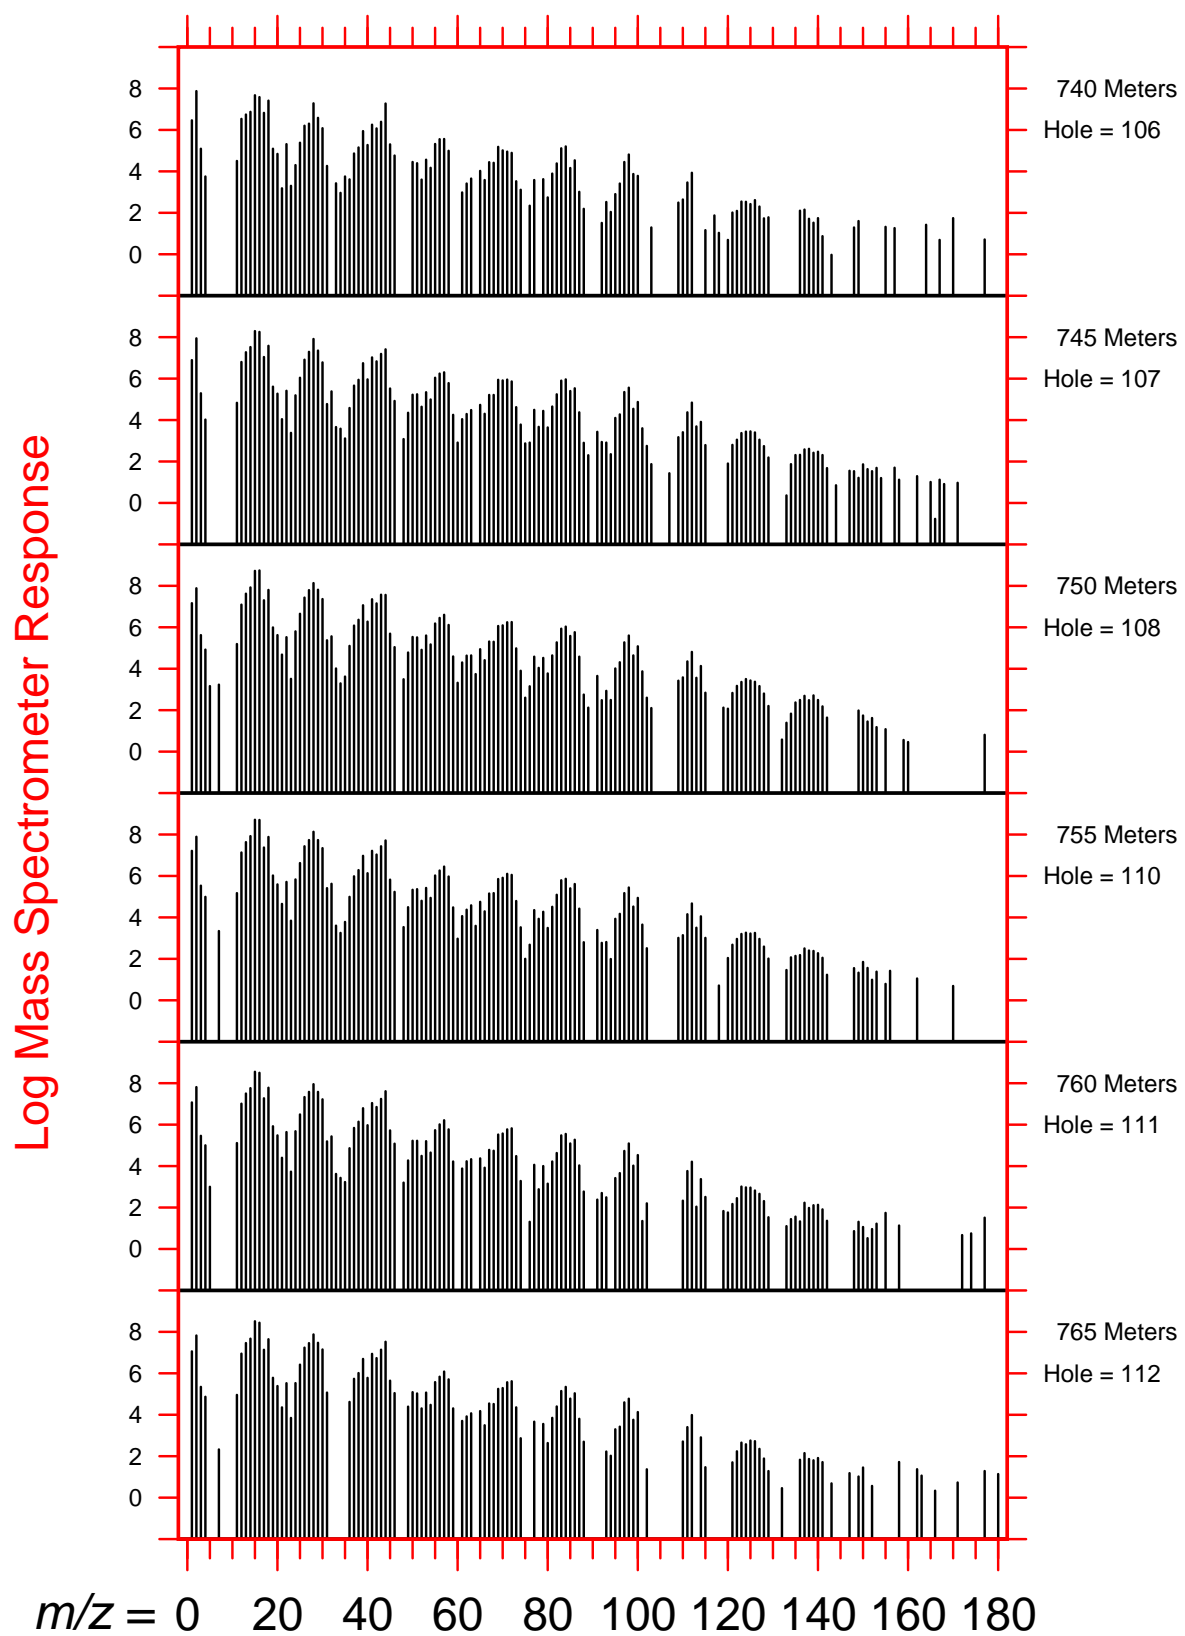 Log Mass Spectrometer Response
8
6
4
2
0
740 Meters
Hole = 106
8
6
4
2
0
745 Meters
Hole = 107
8
6
4
2
0
750 Meters
Hole = 108
8
6
4
2
0
755 Meters
Hole = 110
8
6
4
2
0
760 Meters
Hole = 111
8
6
4
2
0
765 Meters
Hole = 112
m/z = 0 20 40 60 80 100 120 140 160 180